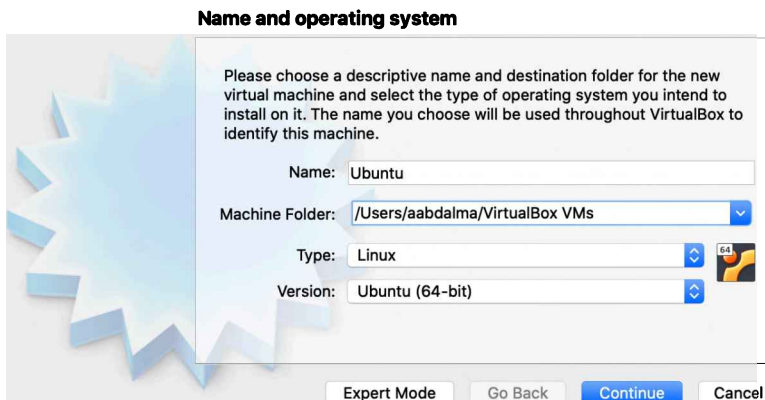 Name and operating system
Please choose a descriptive name and destination folder for the new
virtual machine and select the type of operating system you intend to
install on it. The name you choose will be used throughout VirtualBox to
identify this machine.
Name: Ubuntu
Machine Folder: /Users/aabdalma/VirtualBox VMs
Type: Linux
64
Version: Ubuntu (64-bit)
Expert Mode Go Back Continue Cancel